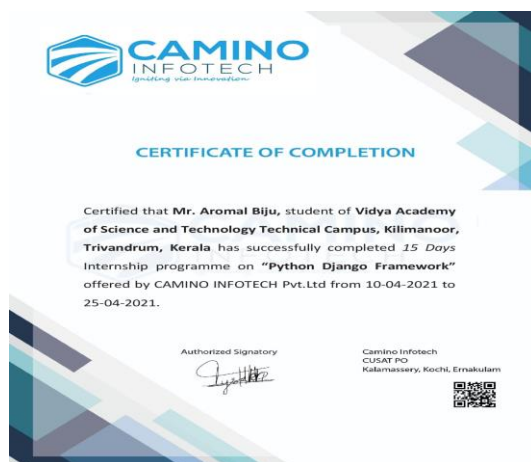 CAMINO
INFOTECH
Igniting via Innovation
CERTIFICATE OF COMPLETION
Certified that Mr. Aromal Biju, student of Vidya Academy
of Science and Technology Technical Campus, Kilimanoor,
Trivandrum, Kerala has successfully completed 15 Days
Internship programme on “Python Django Framework”
offered by CAMINO INFOTECH Pvt.Ltd from 10-04-2021 to
25-04-2021.
Authorized Signatory
Camino Infotech
CUSAT PO
Kalamassery, Kochi, Ernakulam